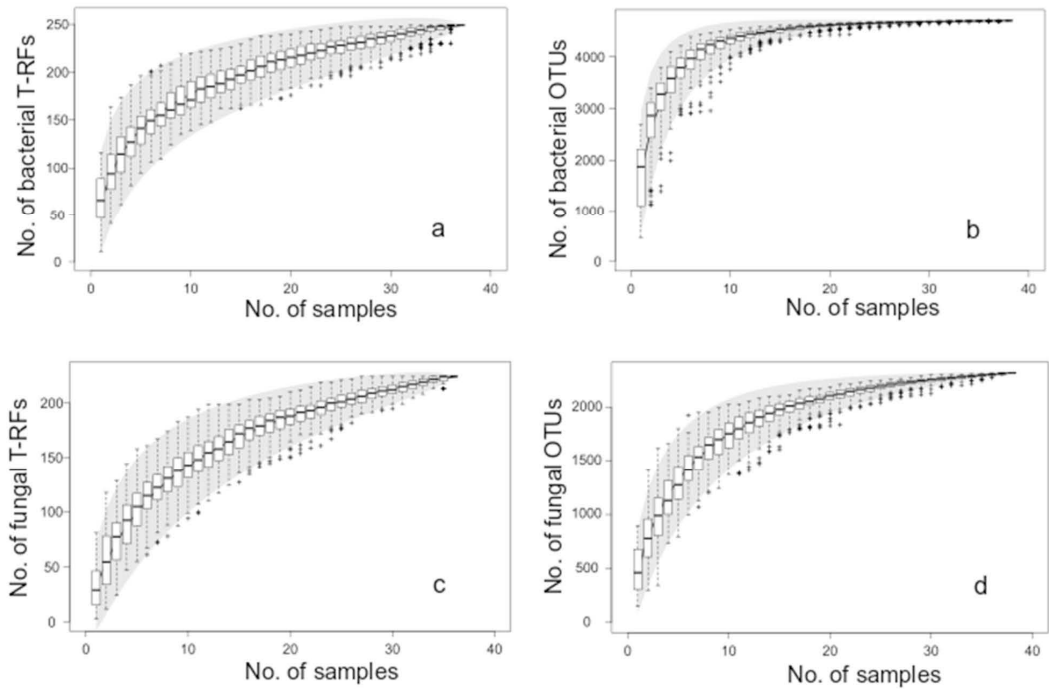 No. of bacterial T-RFs
250
200
150
100
50
0
a
0 10 20 30 40
No. of samples
No. of bacterial OTUs
4000
3000
2000
1000
0
b
0 10 20 30 40
No. of samples
No. of fungal T-RFs
200
150
100
50
0
c
0 10 20 30 40
No. of samples
No. of fungal OTUs
2000
1500
1000
500
0
d
0 10 20 30 40
No. of samples